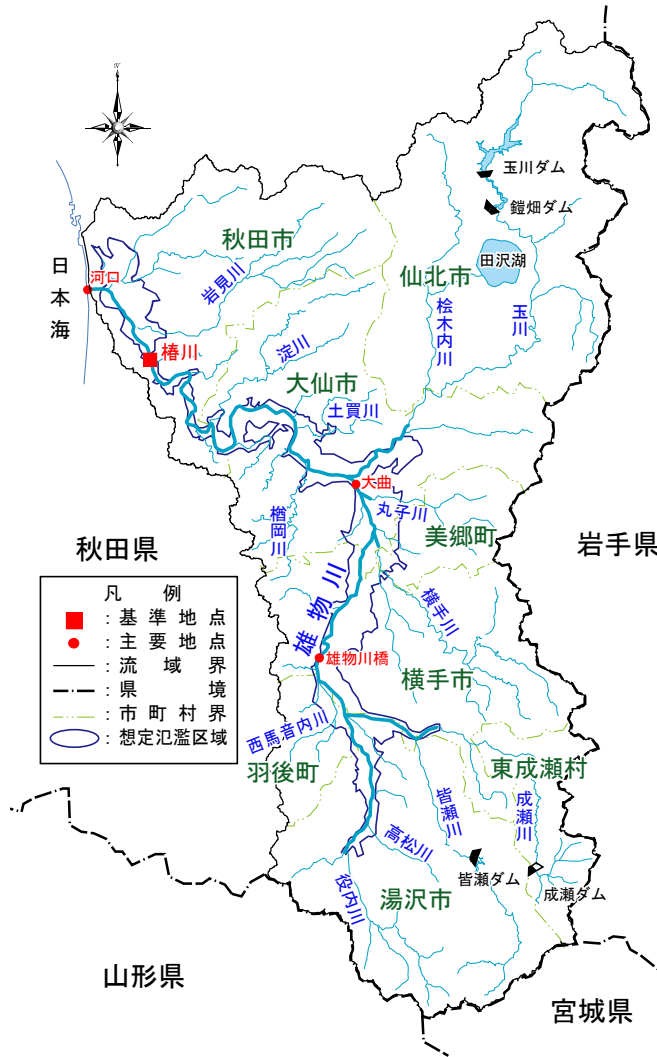 N
玉川ダム
鎧畑ダム
秋田市
田沢湖
仙北市
日本海
河口
岩見川
桧木内川
玉川
椿川
淀川
大仙市
土買川
大曲
丸子川
楢岡川
美郷町
秋田県
岩手県
雄物川
横手川
凡 例
: 基準地点
: 主要地点
: 流域界
: 県境
: 市町村界
: 想定氾濫区域
雄物川橋
横手市
西馬音内川
羽後町
東成瀬村
皆瀬川
成瀬川
高松川
皆瀬ダム
成瀬ダム
役内川
湯沢市
山形県
宮城県